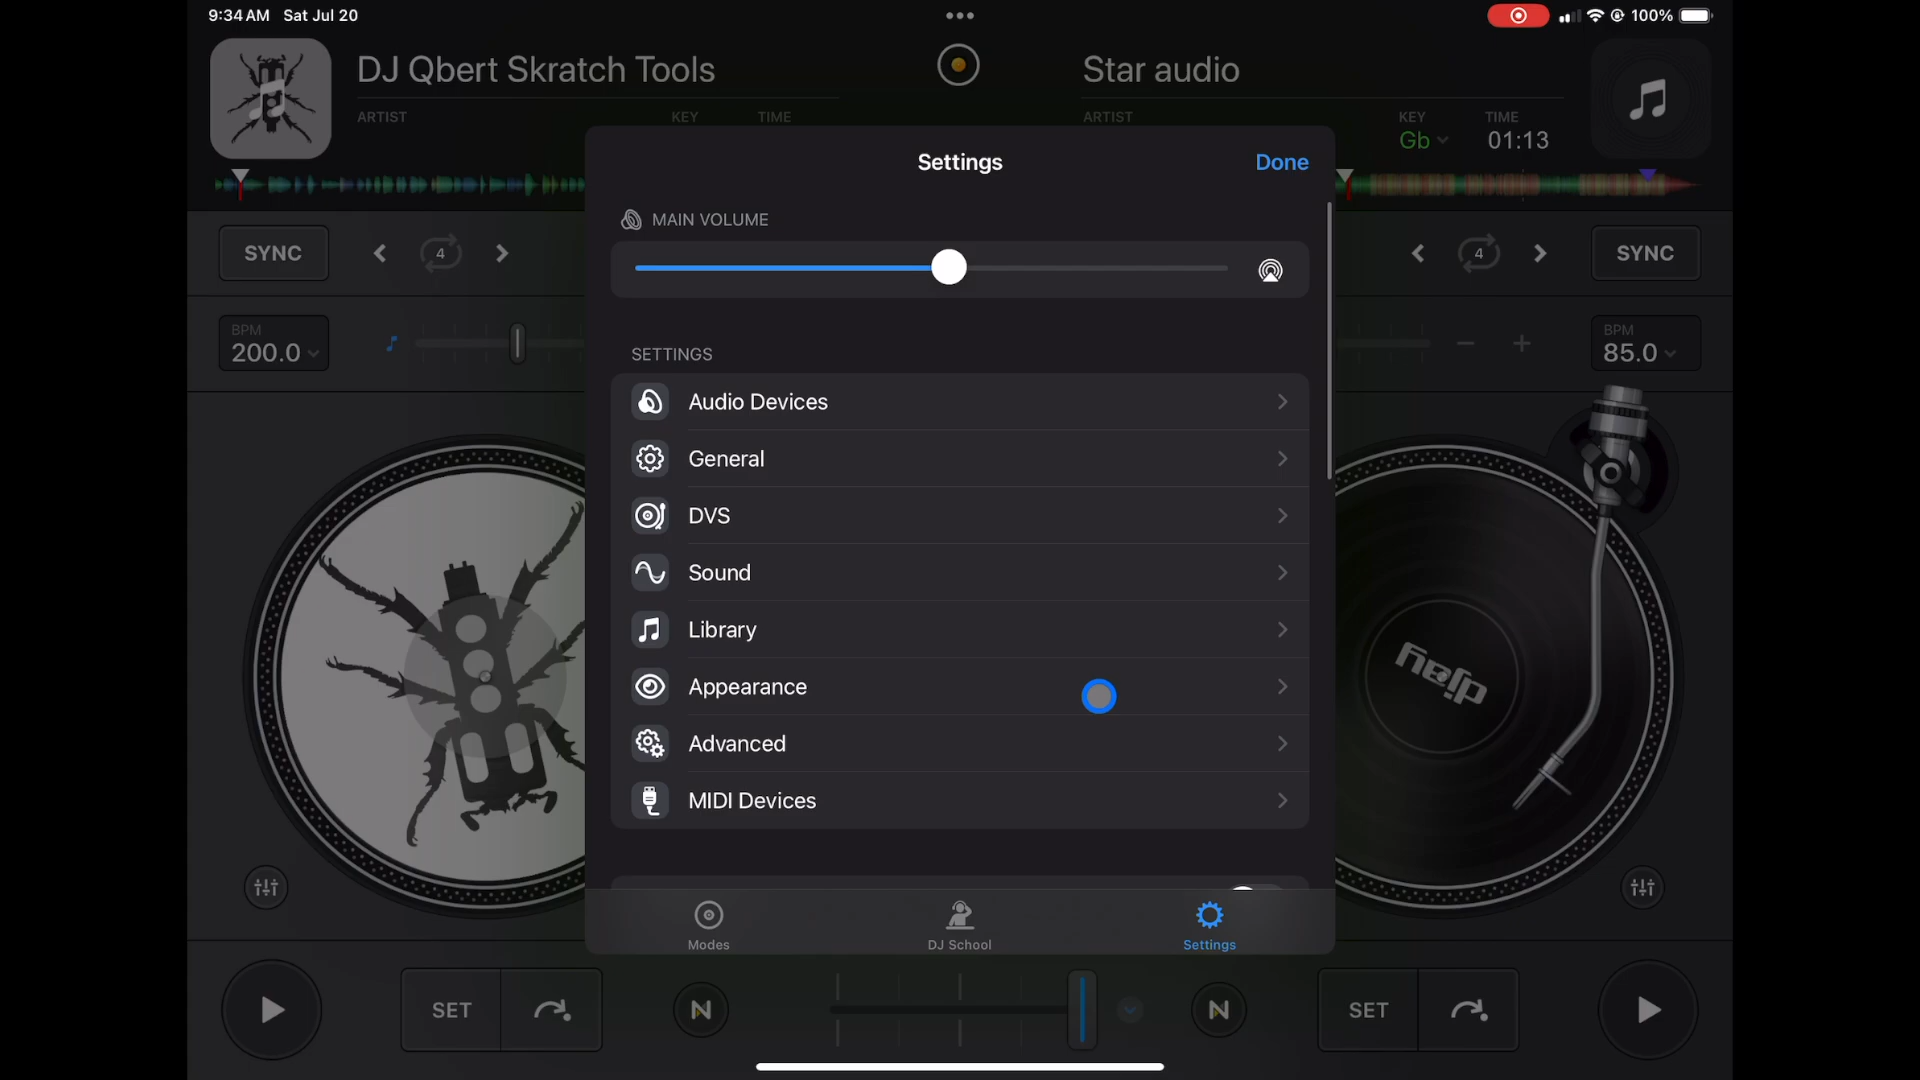 9:34 AM Sat Jul 20
100%
DJ Qbert Skratch Tools
ARTIST
KEY
TIME
Star audio
ARTIST
KEY
Gb
TIME
01:13
Settings
Done
MAIN VOLUME
SYNC
4
4
SYNC
BPM
200.0
BPM
85.0
SETTINGS
Audio Devices
General
DVS
Sound
Library
Appearance
Advanced
MIDI Devices
djay
Modes
DJ School
Settings
SET
N
N
SET